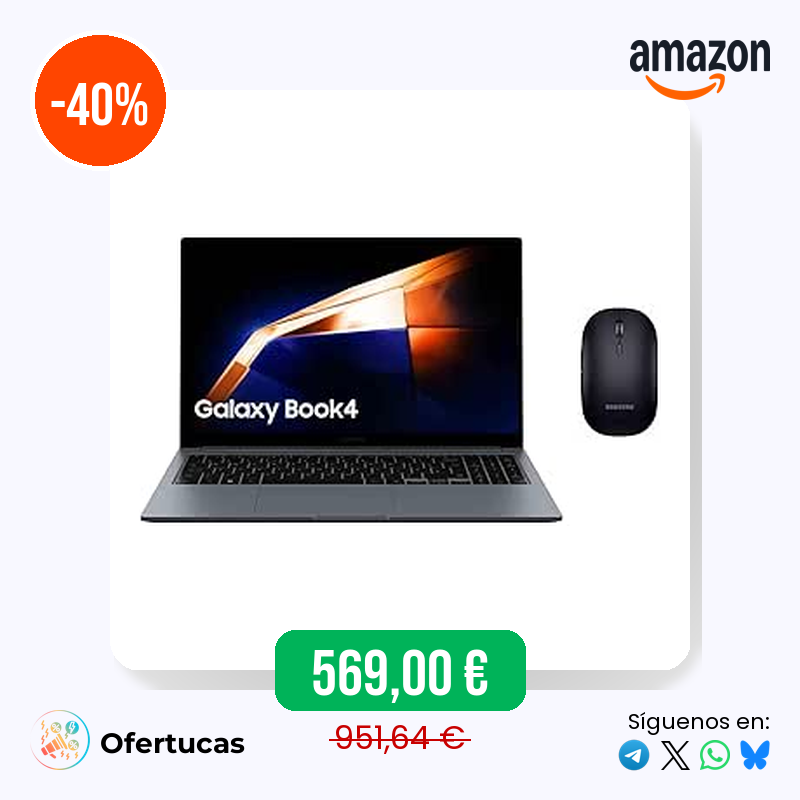 -40%
amazon
Galaxy Book4
SAMSUNG
569,00 €
951,64 €
Ofertucas
Síguenos en: